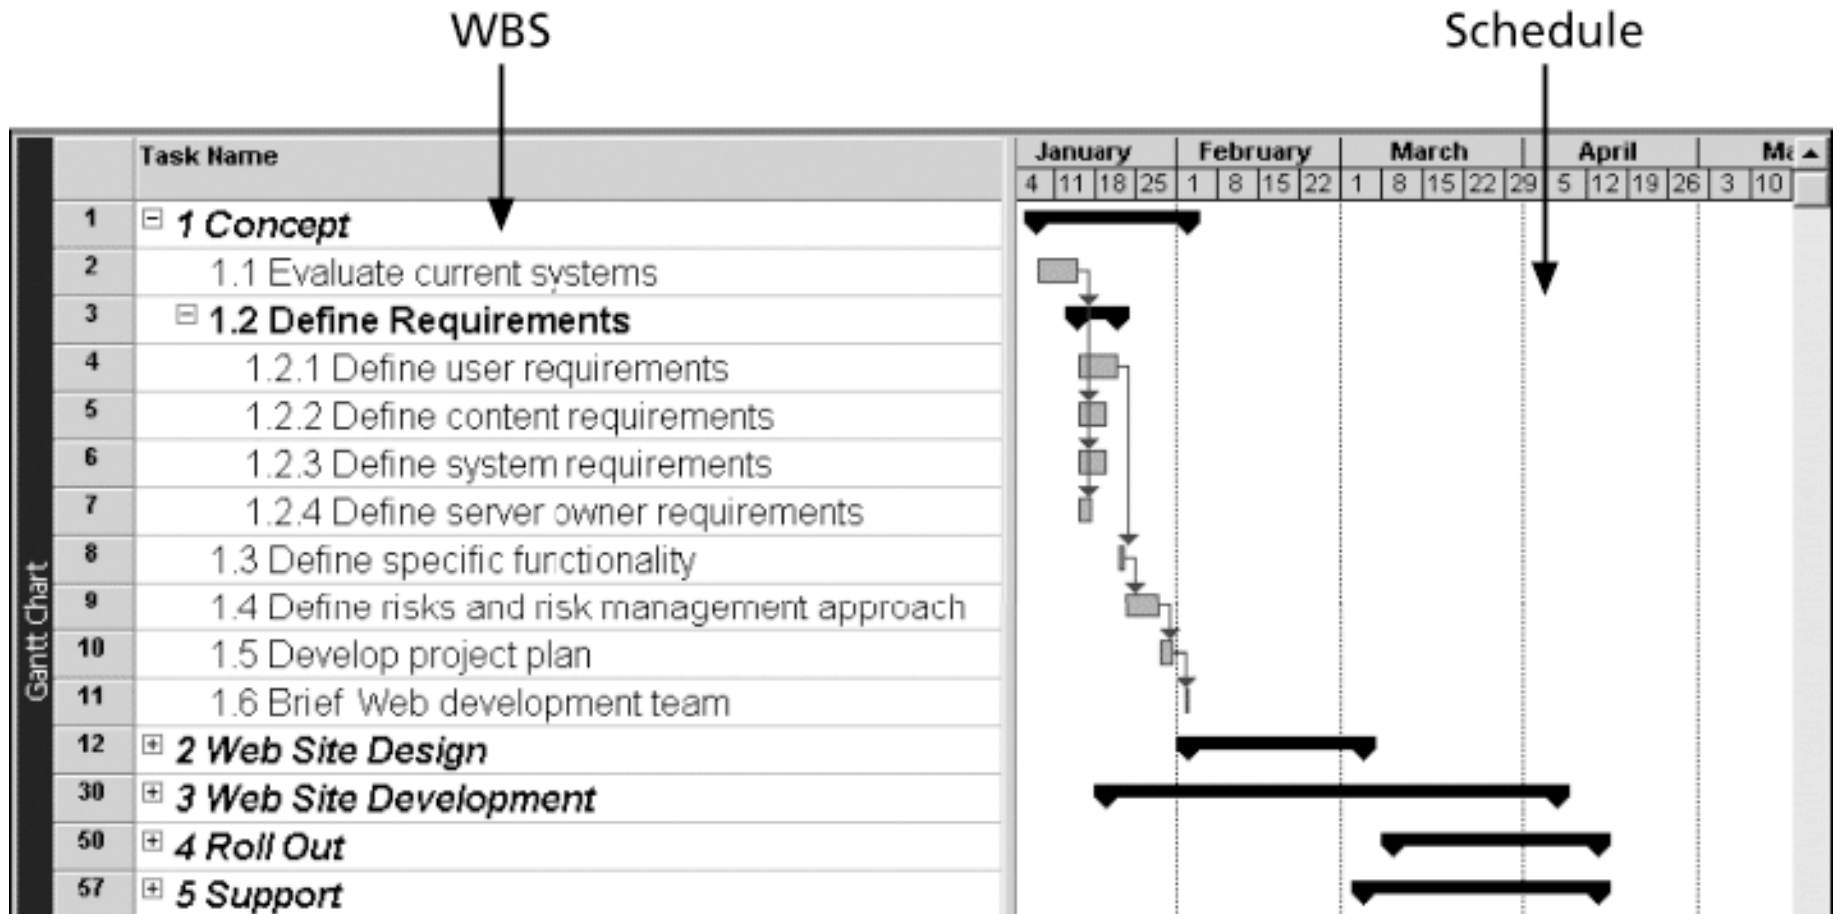 WBS Schedule
Task Name January February March April Ma
4 11 18 25 1 8 15 22 1 8 15 22 29 5 12 19 26 3 10
1 1 Concept
2 1.1 Evaluate current systems
3 1.2 Define Requirements
4 1.2.1 Define user requirements
5 1.2.2 Define content requirements
6 1.2.3 Define system requirements
7 1.2.4 Define server owner requirements
8 1.3 Define specific functionality
9 1.4 Define risks and risk management approach
10 1.5 Develop project plan
11 1.6 Brief Web development team
12 2 Web Site Design
30 3 Web Site Development
50 4 Roll Out
57 5 Support
Gantt Chart